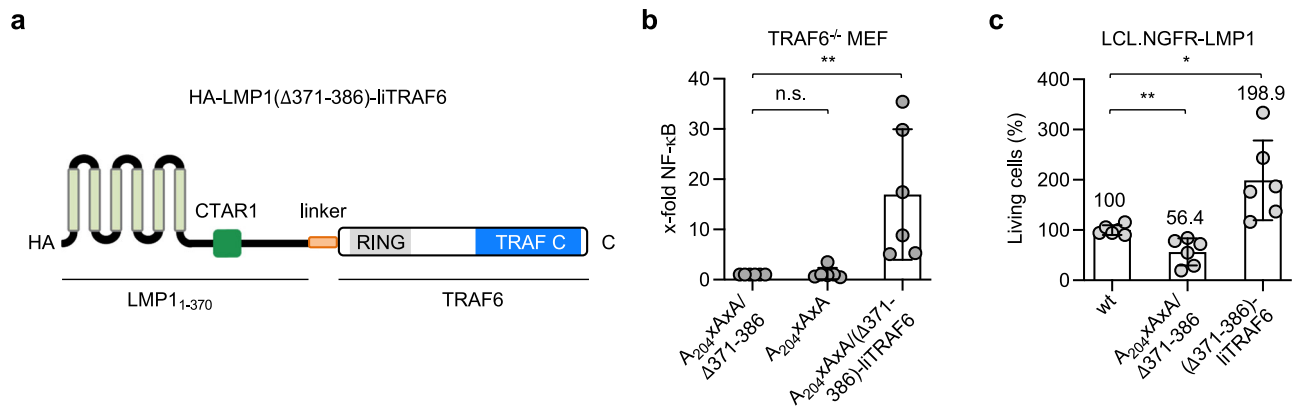 a
HA-LMP1(Δ371-386)-liTRAF6
CTAR1
linker
HA
RING
TRAF C
C
LMP1₁₋₃₇₀
TRAF6
b
TRAF6⁻/⁻ MEF
**
n.s.
x-fold NF-κB
40
30
20
10
0
A₂₀₄xAxA/
Δ371-386
A₂₀₄xAxA
A₂₀₄xAxA/(Δ371-
386)-liTRAF6
c
LCL.NGFR-LMP1
*
**
198.9
100
56.4
Living cells (%)
400
300
200
100
0
wt
A₂₀₄xAxA/
Δ371-386
(Δ371-386)-
liTRAF6